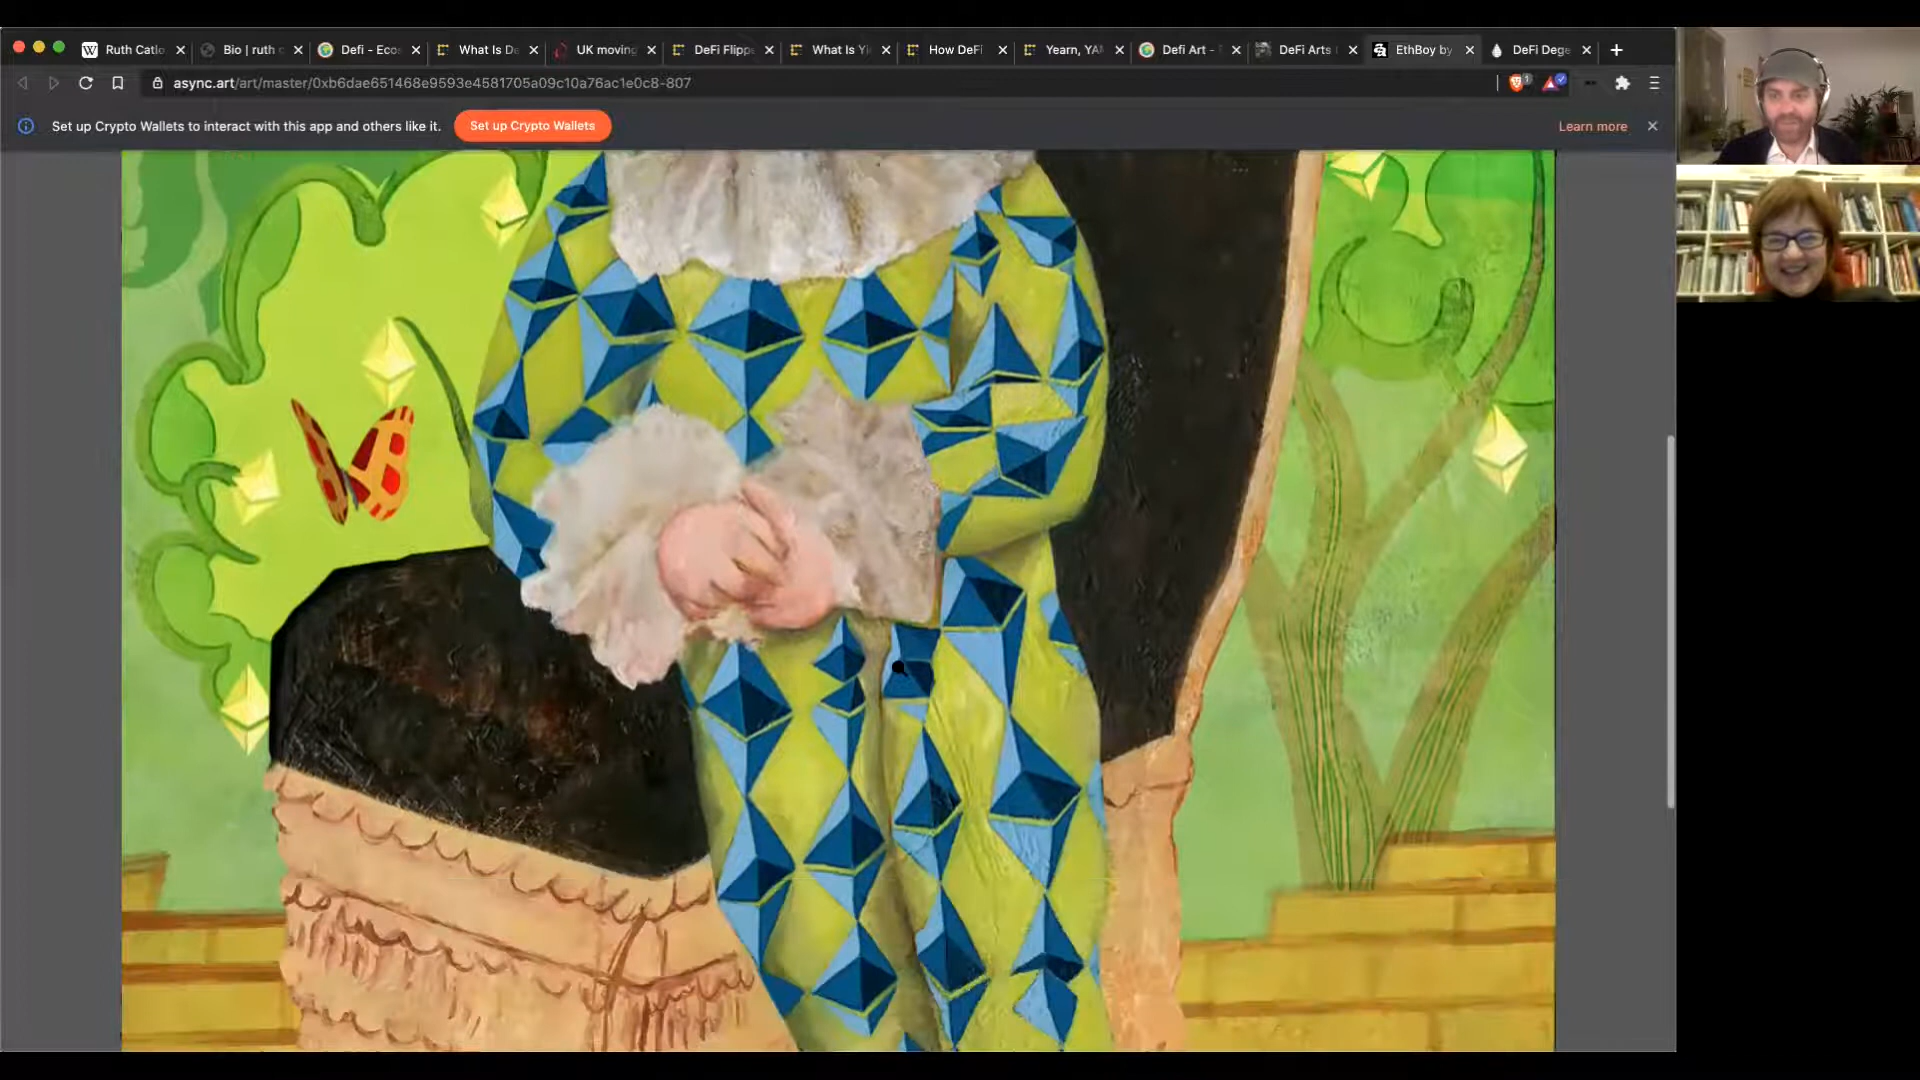 Ruth Catlo
Bio | ruth c
Defi - Ecos
What Is De
UK moving
DeFi Flippe
What Is Yi
How DeFi
Yearn, YA
Defi Art -
DeFi Arts I
EthBoy by
DeFi Dege
async.art/art/master/0xb6dae651468e9593e4581705a09c10a76ac1e0c8-807
Set up Crypto Wallets to interact with this app and others like it.
Set up Crypto Wallets
Learn more